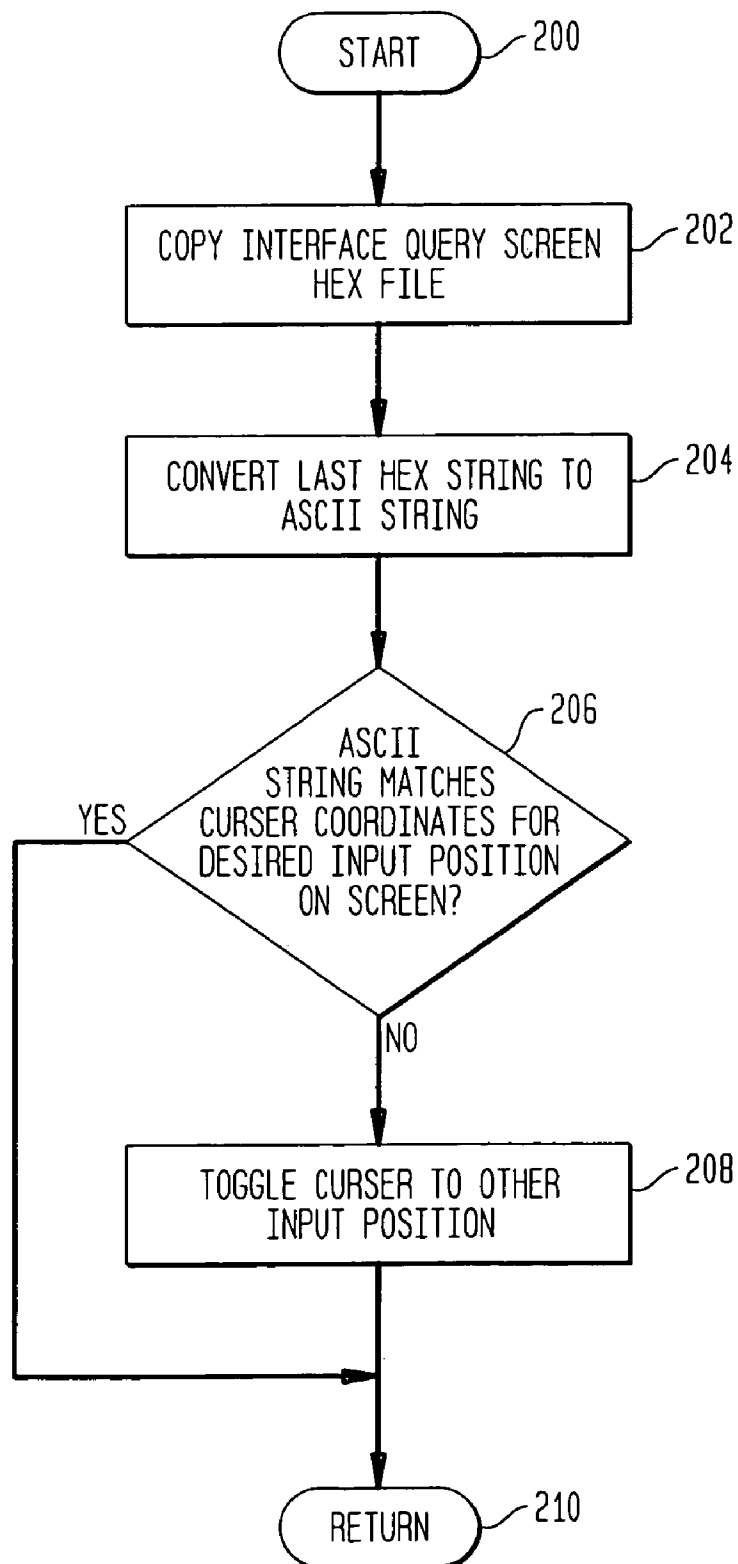 START
200
COPY INTERFACE QUERY SCREEN
HEX FILE
202
CONVERT LAST HEX STRING TO
ASCII STRING
204
ASCII
STRING MATCHES
CURSER COORDINATES FOR
DESIRED INPUT POSITION
ON SCREEN?
206
YES
NO
TOGGLE CURSER TO OTHER
INPUT POSITION
208
RETURN
210